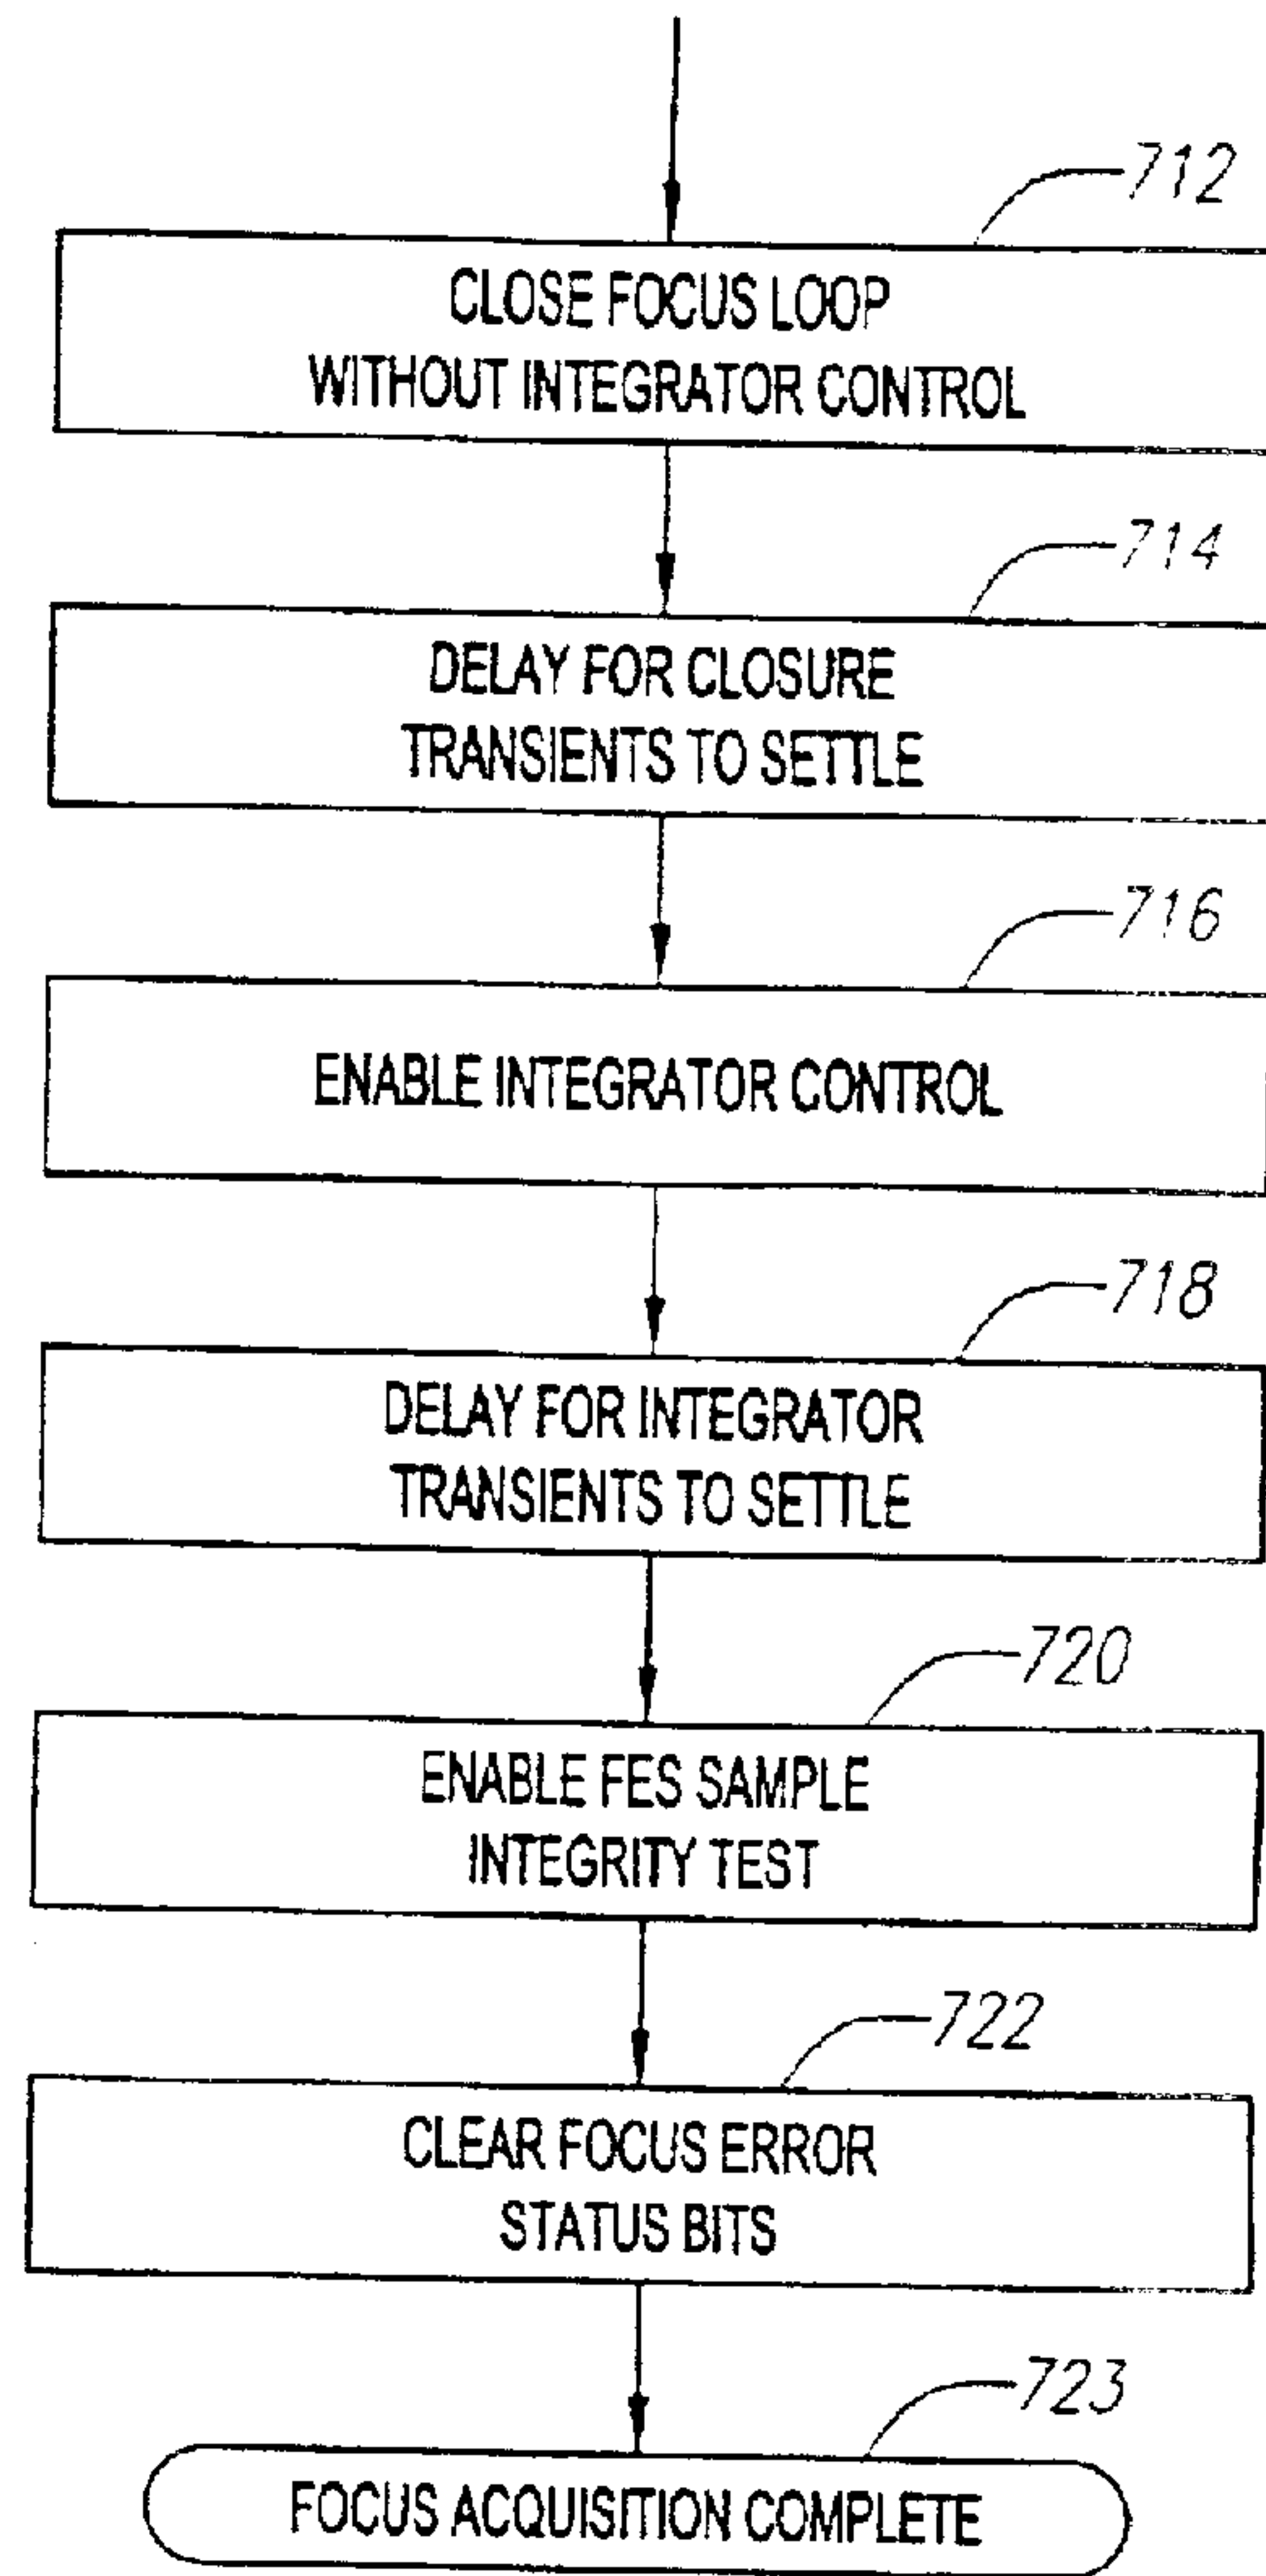 712
CLOSE FOCUS LOOP
WITHOUT INTEGRATOR CONTROL
714
DELAY FOR CLOSURE
TRANSIENTS TO SETTLE
716
ENABLE INTEGRATOR CONTROL
718
DELAY FOR INTEGRATOR
TRANSIENTS TO SETTLE
720
ENABLE FES SAMPLE
INTEGRITY TEST
722
CLEAR FOCUS ERROR
STATUS BITS
723
FOCUS ACQUISITION COMPLETE